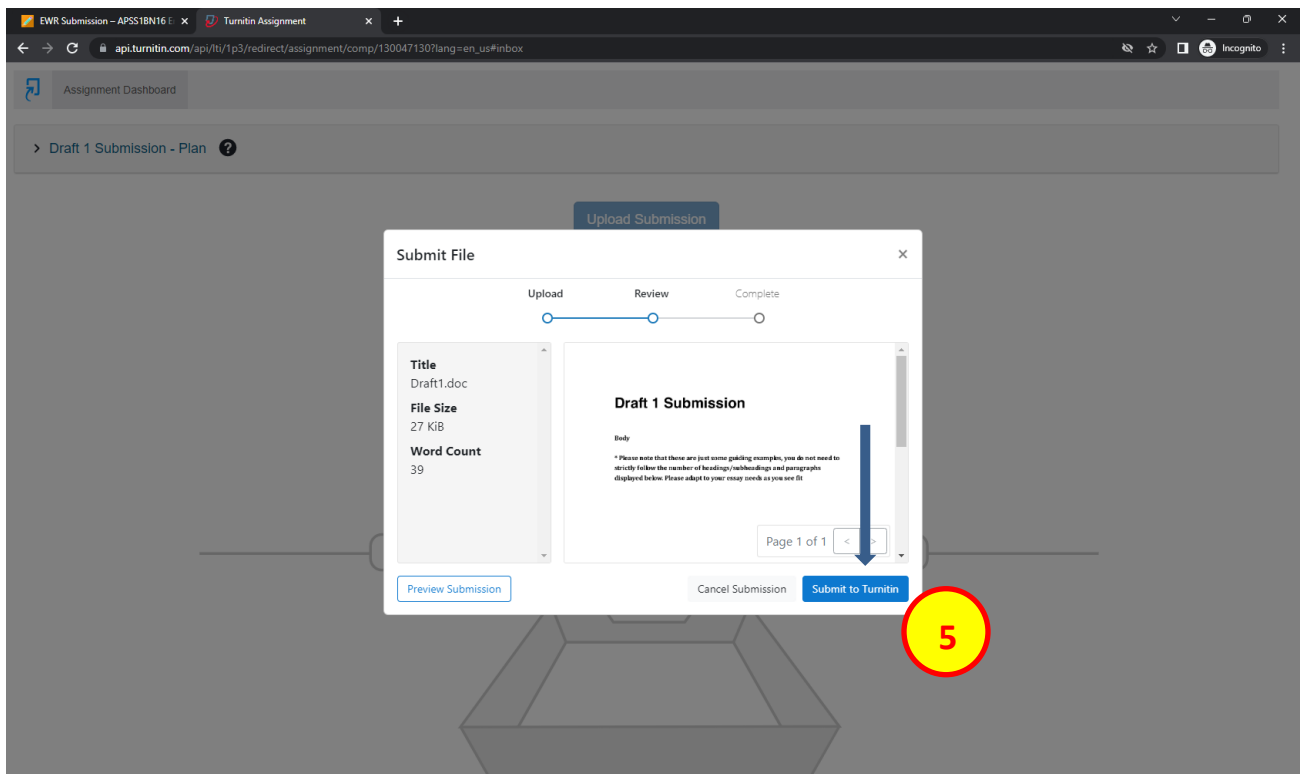 EWR Submission – APSS1BN16 E
Turnitin Assignment
api.turnitin.com/api/lti/1p3/redirect/assignment/comp/130047130?lang=en_us#inbox
Incognito
Assignment Dashboard
Draft 1 Submission - Plan ?
Upload Submission
Submit File
Upload Review Complete
Title
Draft1.doc
File Size
27 KiB
Word Count
39
Draft 1 Submission
Body
* Please note that these are just some guiding examples, you do not need to
strictly follow the number of headings/subheadings and paragraphs
displayed below. Please adapt to your essay needs as you see fit
Page 1 of 1 < >
Preview Submission
Cancel Submission
Submit to Turnitin
5